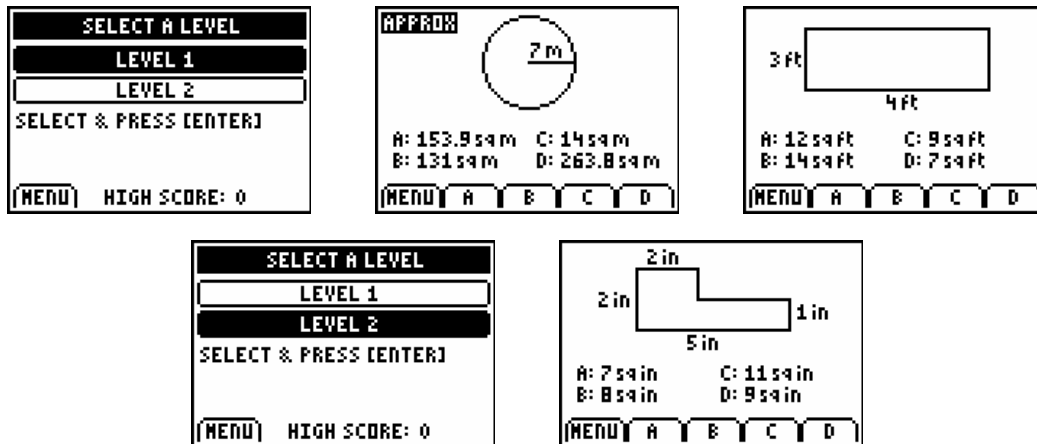 SELECT A LEVEL
LEVEL 1
LEVEL 2
SELECT & PRESS [ENTER]
MENU HIGH SCORE: 0
APPROX
7 m
A: 153.9 sq m C: 14 sq m
B: 131 sq m D: 263.8 sq m
MENU A B C D
3 ft
4 ft
A: 12 sq ft C: 9 sq ft
B: 14 sq ft D: 7 sq ft
MENU A B C D
SELECT A LEVEL
LEVEL 1
LEVEL 2
SELECT & PRESS [ENTER]
MENU HIGH SCORE: 0
2 in
2 in
1 in
5 in
A: 7 sq in C: 11 sq in
B: 8 sq in D: 9 sq in
MENU A B C D